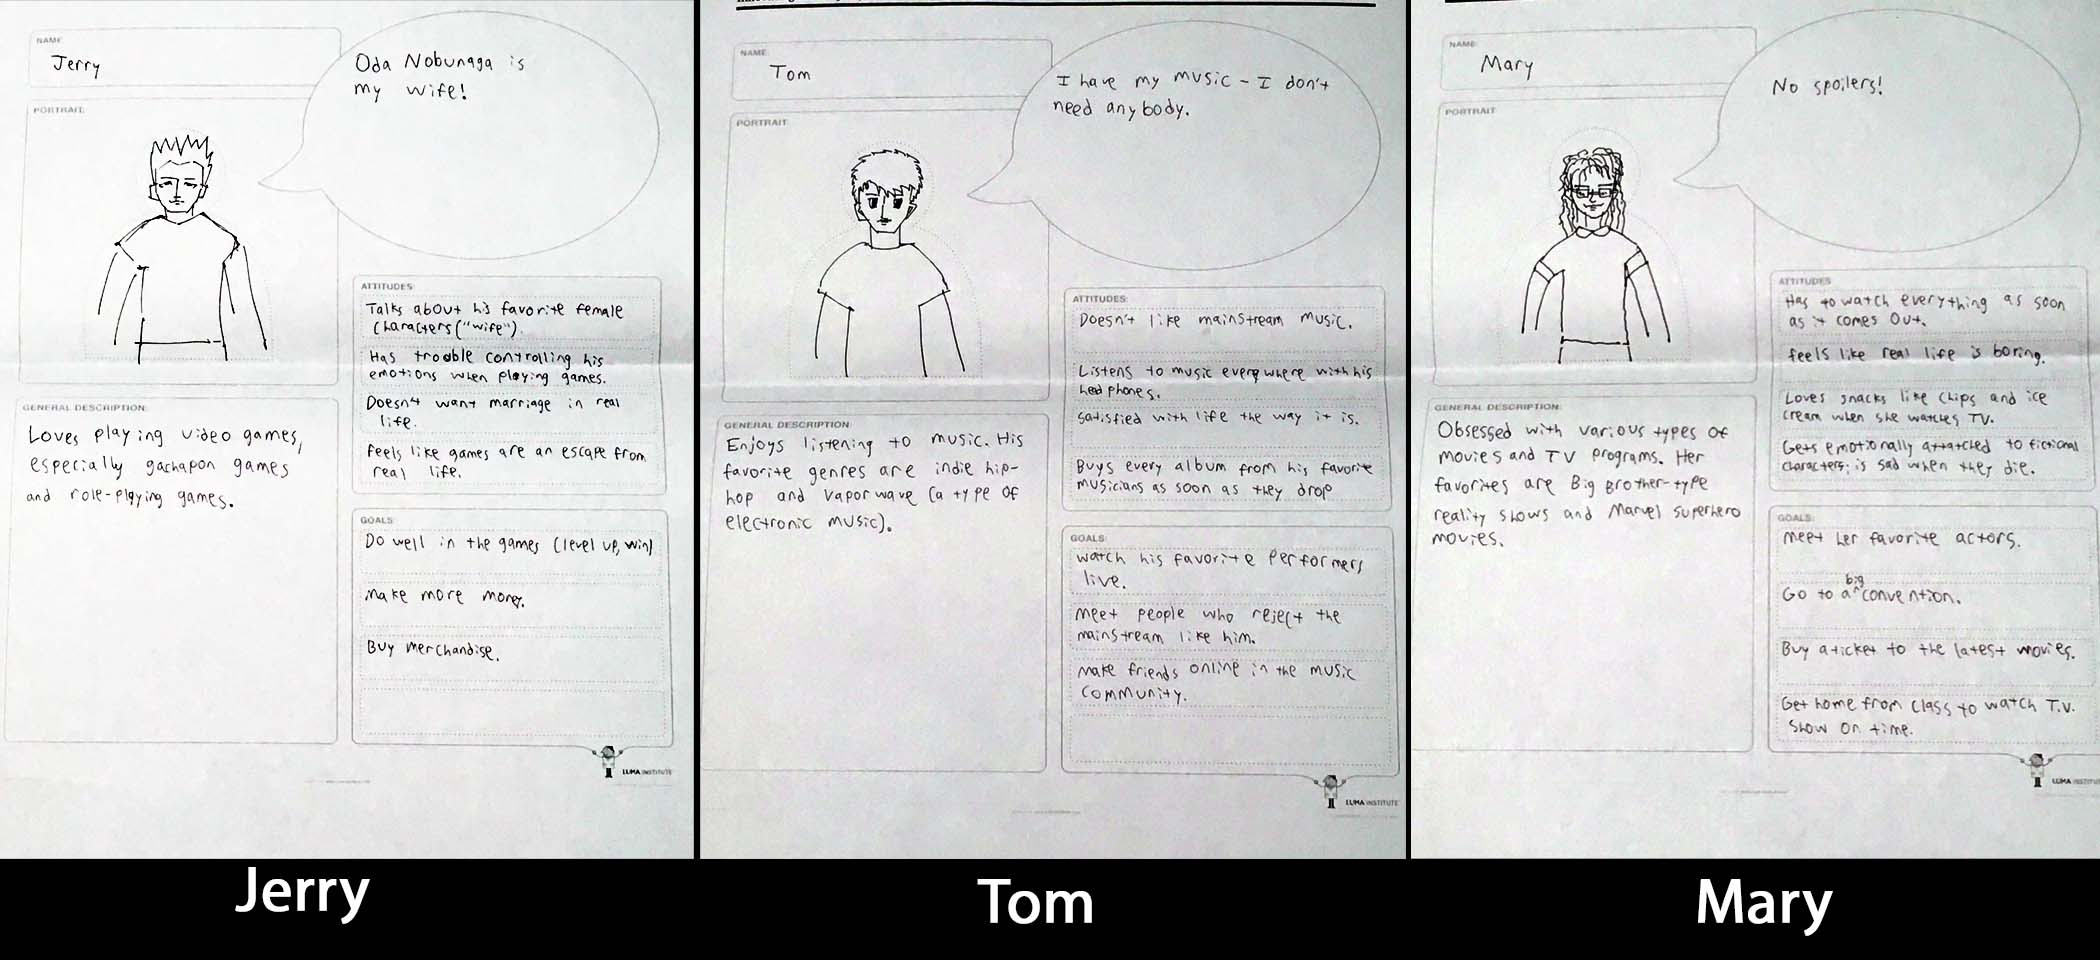 NAME:
Jerry
Oda Nobunaga is
my wife!
PORTRAIT:
ATTITUDES:
Talks about his favorite female
characters ("wife").
Has trouble controlling his
emotions when playing games.
Doesn't want marriage in real
life.
Feels like games are an escape from
real life.
GENERAL DESCRIPTION:
Loves playing video games,
especially gachapon games
and role-playing games.
GOALS:
Do well in the games (level up, win)
Make more money.
Buy merchandise.
LUMA INSTITUTE
NAME:
Tom
I have my music - I don't
need anybody.
PORTRAIT:
ATTITUDES:
Doesn't like mainstream music.
Listens to music everywhere with his
headphones.
Satisfied with life the way it is.
Buys every album from his favorite
musicians as soon as they drop
GENERAL DESCRIPTION:
Enjoys listening to music. His
favorite genres are indie hip-
hop and vaporwave (a type of
electronic music).
GOALS:
Watch his favorite performers
live.
Meet people who reject the
mainstream like him.
Make friends online in the music
community.
LUMA INSTITUTE
NAME:
Mary
No spoilers!
PORTRAIT:
ATTITUDES:
Has to watch everything as soon
as it comes out.
Feels like real life is boring.
Loves snacks like chips and ice
cream when she watches TV.
Gets emotionally attatched to fictional
characters; is sad when they die.
GENERAL DESCRIPTION:
Obsessed with various types of
movies and TV programs. Her
favorites are Big Brother-type
reality shows and Marvel superhero
movies.
GOALS:
Meet her favorite actors.
Go to a big convention.
Buy a ticket to the latest movies.
Get home from class to watch T.V.
show on time.
LUMA INSTITU
Jerry
Tom
Mary